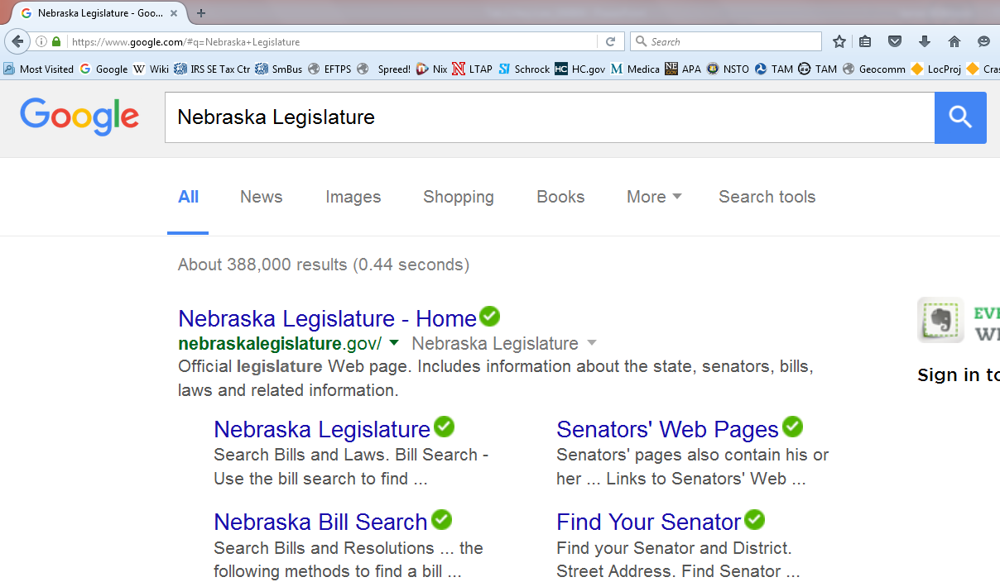 Nebraska Legislature - Goo...
https://www.google.com/#q=Nebraska+Legislature
Search
Most Visited Google Wiki IRS SE Tax Ctr SmBus EFTPS Spreed! Nix LTAP Schrock HC.gov Medica APA NSTO TAM TAM Geocomm LocProj Cras
Google Nebraska Legislature
All News Images Shopping Books More Search tools
About 388,000 results (0.44 seconds)
Nebraska Legislature - Home
nebraskalegislature.gov/ Nebraska Legislature
Official legislature Web page. Includes information about the state, senators, bills,
laws and related information.
Nebraska Legislature
Search Bills and Laws. Bill Search -
Use the bill search to find ...
Senators' Web Pages
Senators' pages also contain his or
her ... Links to Senators' Web ...
Nebraska Bill Search
Search Bills and Resolutions ... the
following methods to find a bill ...
Find Your Senator
Find your Senator and District.
Street Address. Find Senator ...
EVE
WE
Sign in to